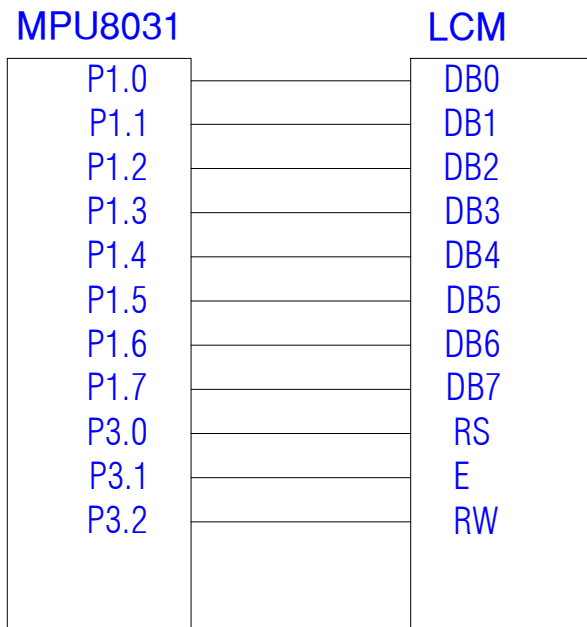 MPU8031 LCM
P1.0 DB0
P1.1 DB1
P1.2 DB2
P1.3 DB3
P1.4 DB4
P1.5 DB5
P1.6 DB6
P1.7 DB7
P3.0 RS
P3.1 E
P3.2 RW